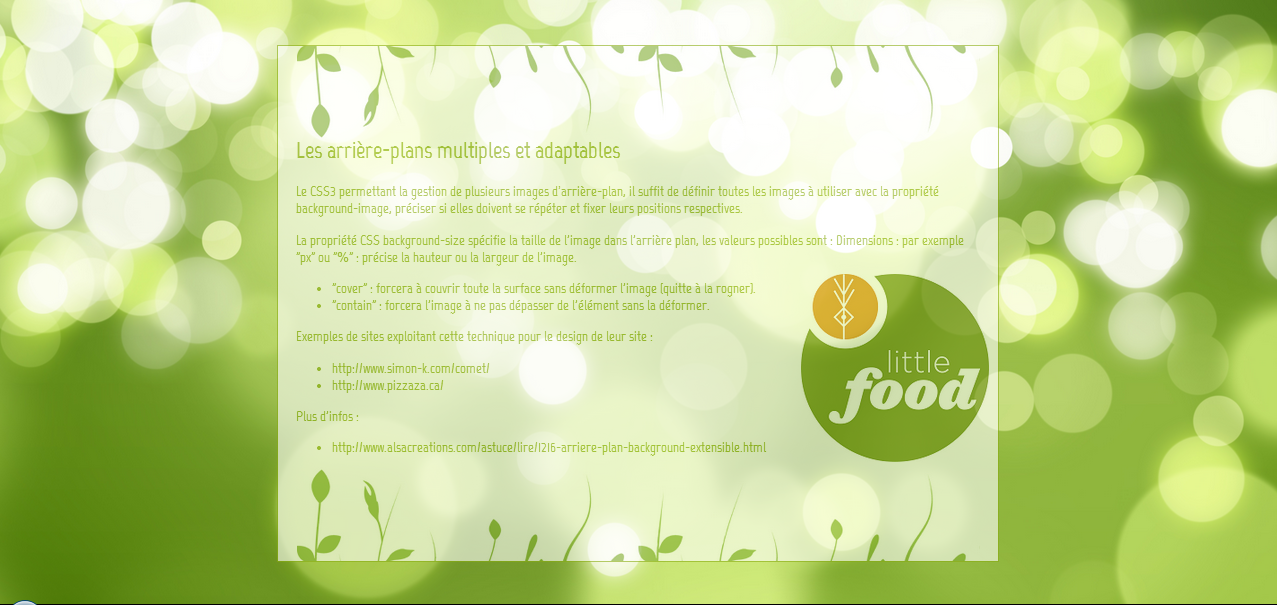 Les arrière-plans multiples et adaptables
Le CSS3 permettant la gestion de plusieurs images d'arrière-plan, il suffit de définir toutes les images à utiliser avec la propriété
background-image, préciser si elles doivent se répéter et fixer leurs positions respectives.
La propriété CSS background-size spécifie la taille de l'image dans l'arrière plan, les valeurs possibles sont : Dimensions : par exemple
"px" ou "%" : précise la hauteur ou la largeur de l'image.
• "cover" : forcera à couvrir toute la surface sans déformer l'image (quitte à la rogner).
• "contain" : forcera l'image à ne pas dépasser de l'élément sans la déformer.
Exemples de sites exploitant cette technique pour le design de leur site :
• http://www.simon-k.com/comet/
• http://www.pizzaza.ca/
Plus d'infos :
• http://www.alsacreations.com/astuce/lire/1216-arriere-plan-background-extensible.html
little
food